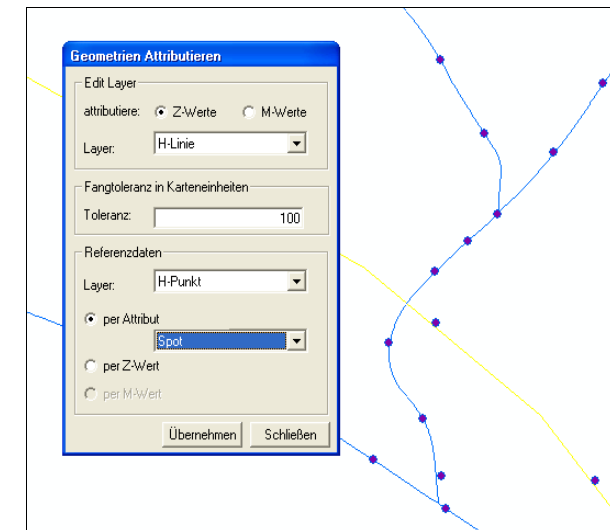 Geometrien Attributieren
Edit Layer
attributiere: Z-Werte M-Werte
Layer: H-Linie
Fangtoleranz in Karteneinheiten
Toleranz: 100
Referenzdaten
Layer: H-Punkt
per Attribut
Spot
per Z-Wert
per M-Wert
Übernehmen Schließen